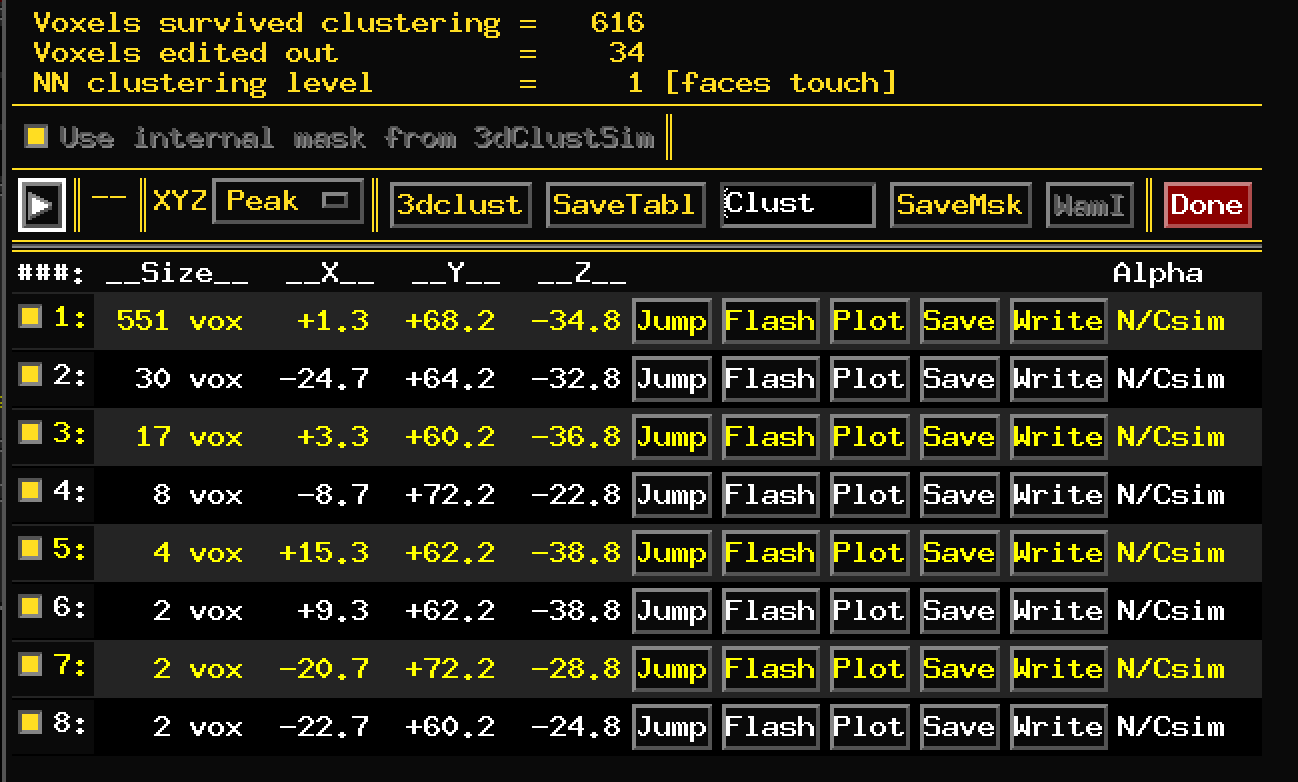 Voxels survived clustering = 616
Voxels edited out = 34
NN clustering level = 1 [faces touch]
Use internal mask from 3dClustSim
-- XYZ Peak 3dclust SaveTabl Clust SaveMsk WamI Done
###: __Size__ __X__ __Y__ __Z__ Alpha
1: 551 vox +1.3 +68.2 -34.8 Jump Flash Plot Save Write N/Csim
2: 30 vox -24.7 +64.2 -32.8 Jump Flash Plot Save Write N/Csim
3: 17 vox +3.3 +60.2 -36.8 Jump Flash Plot Save Write N/Csim
4: 8 vox -8.7 +72.2 -22.8 Jump Flash Plot Save Write N/Csim
5: 4 vox +15.3 +62.2 -38.8 Jump Flash Plot Save Write N/Csim
6: 2 vox +9.3 +62.2 -38.8 Jump Flash Plot Save Write N/Csim
7: 2 vox -20.7 +72.2 -28.8 Jump Flash Plot Save Write N/Csim
8: 2 vox -22.7 +60.2 -24.8 Jump Flash Plot Save Write N/Csim